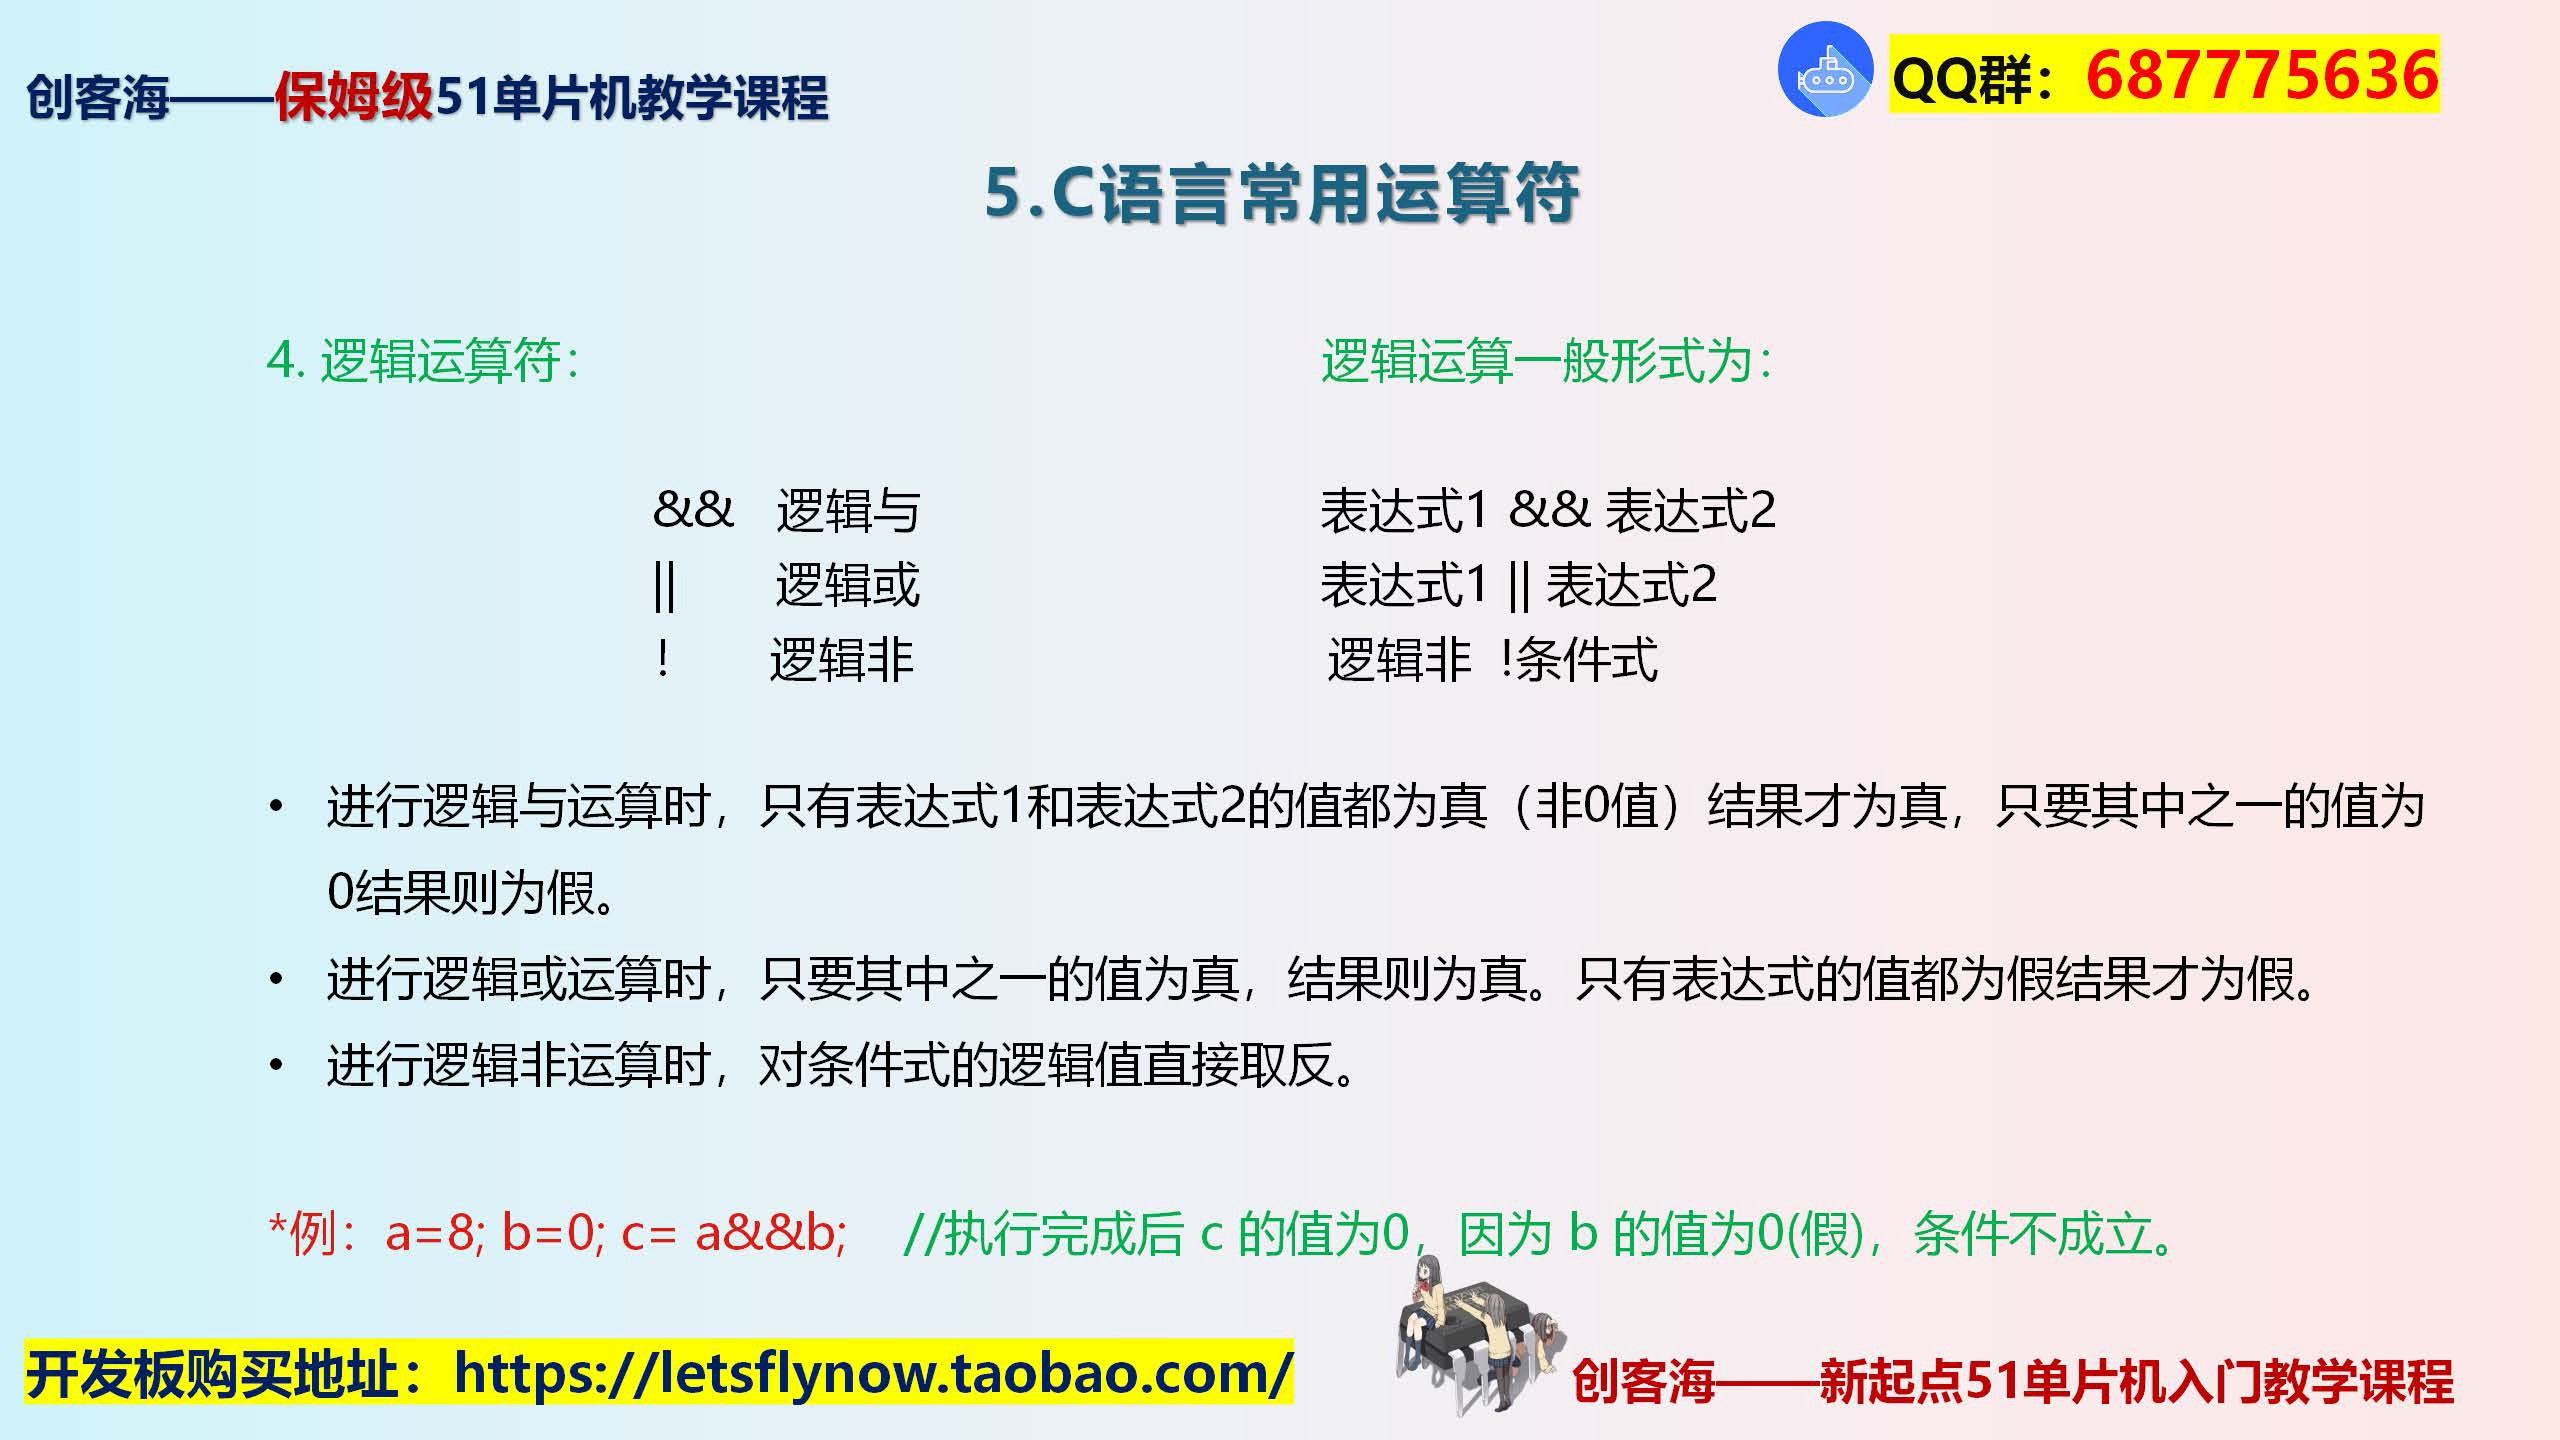 创客海——保姆级51单片机教学课程
QQ群：687775636
5.C语言常用运算符
4. 逻辑运算符：
逻辑运算一般形式为：
&& 逻辑与
表达式1 && 表达式2
|| 逻辑或
表达式1 || 表达式2
! 逻辑非
逻辑非 !条件式
• 进行逻辑与运算时，只有表达式1和表达式2的值都为真（非0值）结果才为真，只要其中之一的值为
0结果则为假。
• 进行逻辑或运算时，只要其中之一的值为真，结果则为真。只有表达式的值都为假结果才为假。
• 进行逻辑非运算时，对条件式的逻辑值直接取反。
*例：a=8; b=0; c= a&&b; //执行完成后 c 的值为0，因为 b 的值为0(假)，条件不成立。
开发板购买地址：https://letsflynow.taobao.com/
创客海——新起点51单片机入门教学课程